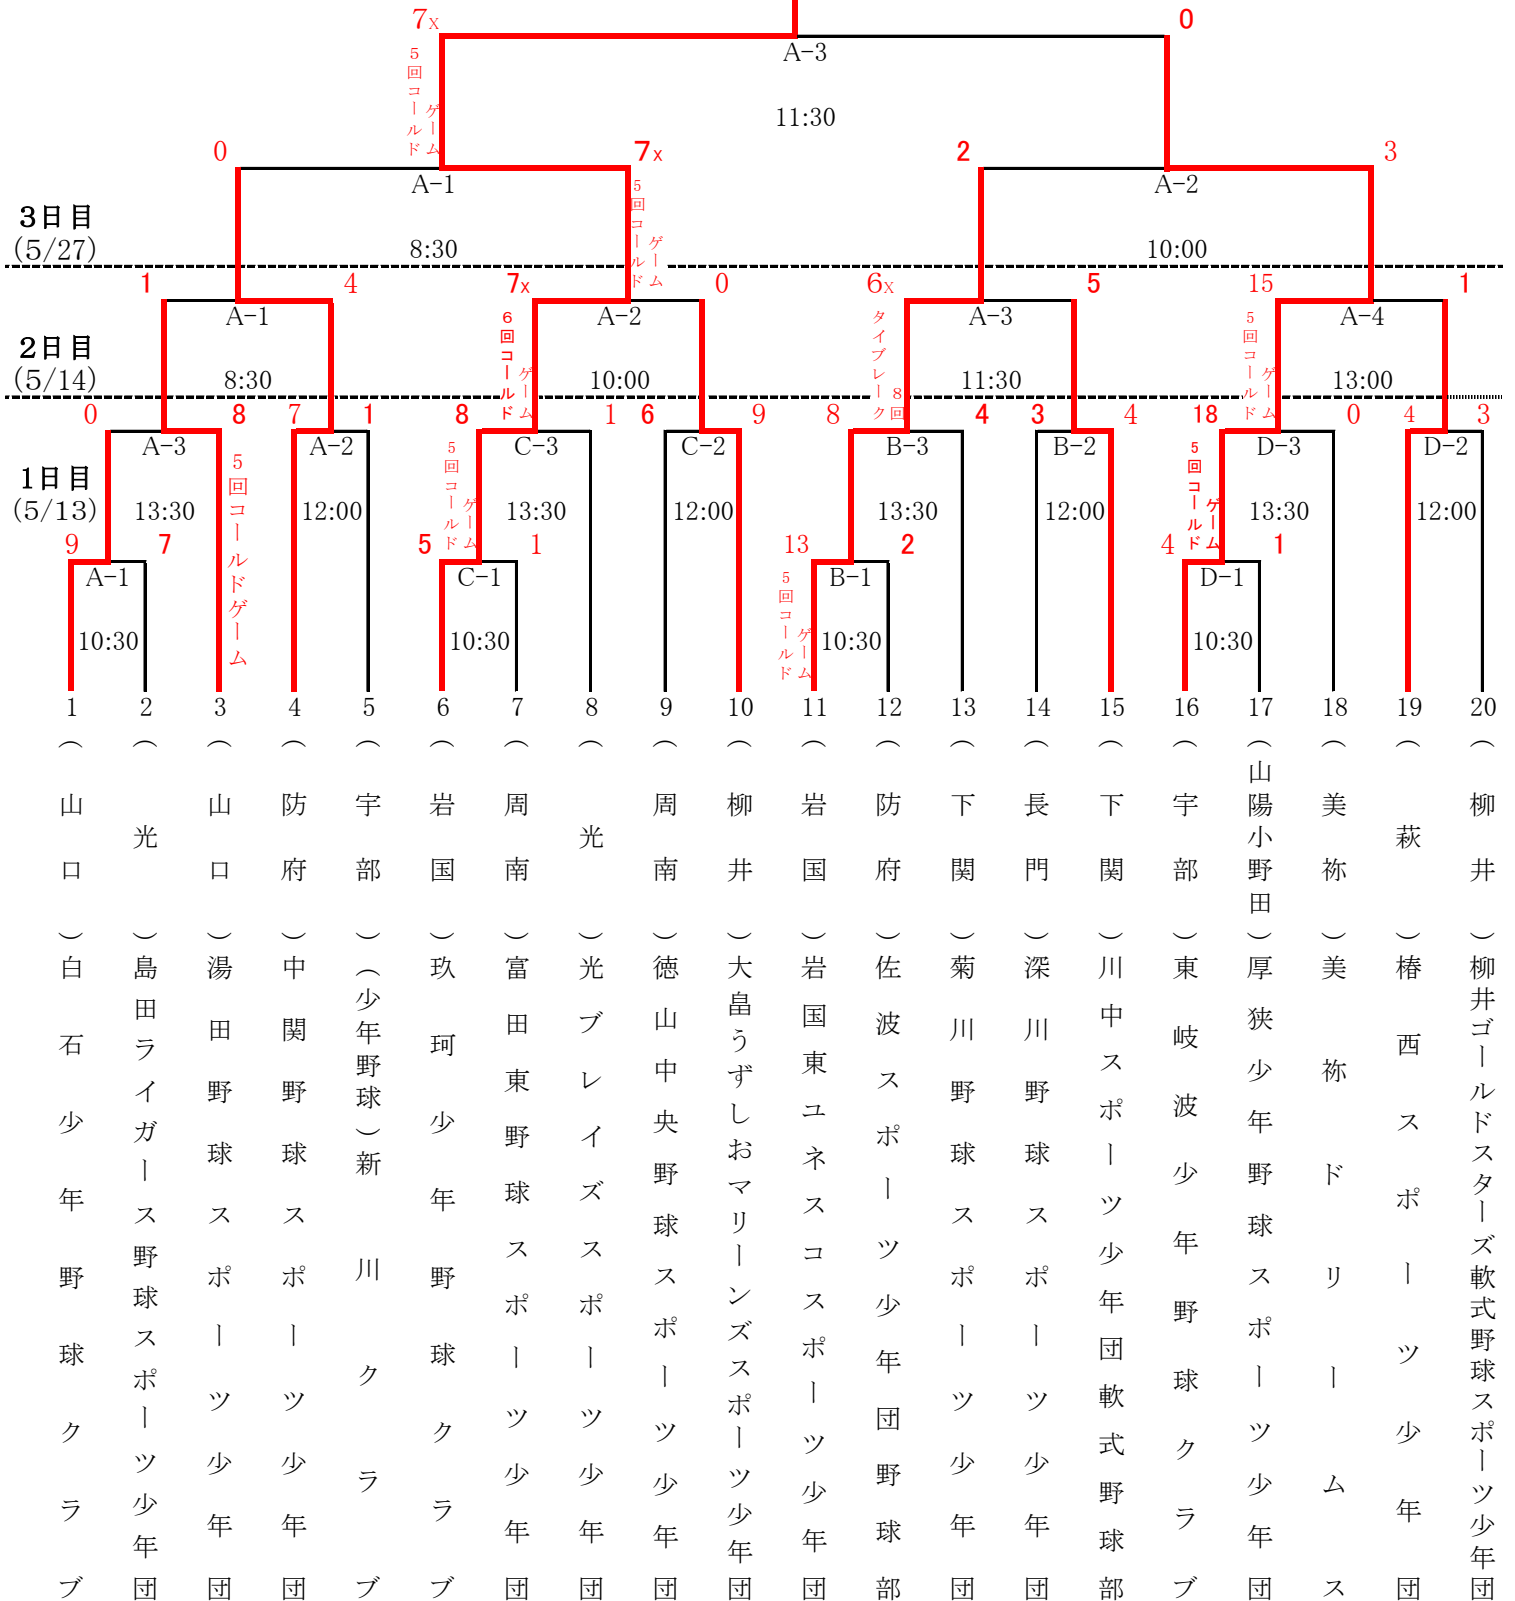 7x
0
A-3
5回コールド
ゲーム
11:30
0
7x
2
3
A-1
A-2
5回コールド
ゲーム
3日目
(5/27)
8:30
10:00
1
4
7x
0
6x
5
15
1
A-1
A-2
A-3
A-4
6回コールド
ゲーム
タイブレーク
8回
5回コールド
ゲーム
2日目
(5/14)
8:30
10:00
11:30
13:00
0
8
7
1
8
1
6
9
8
4
3
4
18
0
4
3
A-3
A-2
C-3
C-2
B-3
B-2
D-3
D-2
5回コールドゲーム
5回コールド
ゲーム
5回コールド
ゲーム
1日目
(5/13)
13:30
12:00
13:30
12:00
13:30
12:00
13:30
12:00
9
7
5
1
13
2
4
1
A-1
C-1
B-1
D-1
5回コールド
ゲーム
10:30
10:30
10:30
10:30
1
2
3
4
5
6
7
8
9
10
11
12
13
14
15
16
17
18
19
20
(山口)白石少年野球クラブ
(光)島田ライガース野球スポーツ少年団
(山口)湯田野球スポーツ少年団
(防府)中関野球スポーツ少年団
(宇部)(少年野球)新川クラブ
(岩国)玖珂少年野球クラブ
(周南)富田東野球スポーツ少年団
(光)光ブレイズスポーツ少年団
(周南)徳山中央野球スポーツ少年団
(柳井)大畠うずしおマリーンズスポーツ少年団
(岩国)岩国東ユネスコスポーツ少年団
(防府)佐波スポーツ少年団野球部
(下関)菊川野球スポーツ少年団
(長門)深川野球スポーツ少年団
(下関)川中スポーツ少年団軟式野球部
(宇部)東岐波少年野球クラブ
(山陽小野田)厚狭少年野球スポーツ少年団
(美祢)美祢ドリームス
(萩)椿西スポーツ少年団
(柳井)柳井ゴールドスターズ軟式野球スポーツ少年団